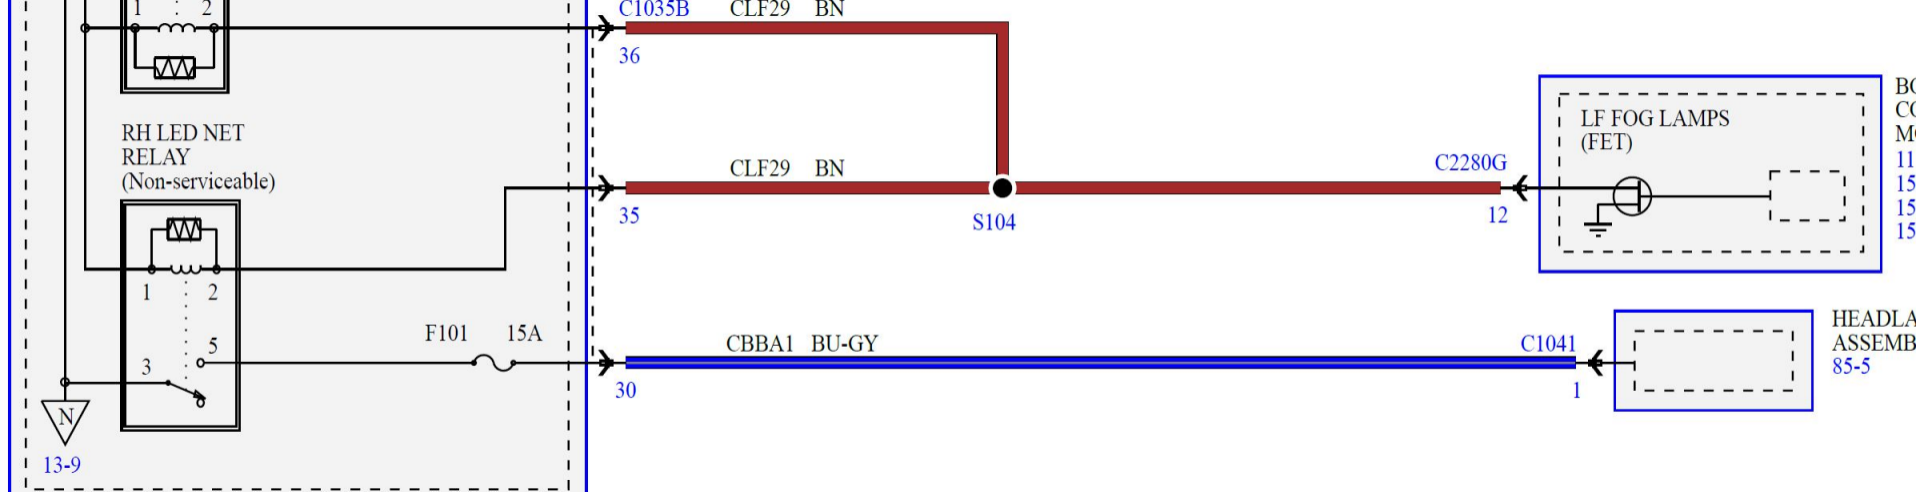 1 2
C1035B CLF29 BN
36
LF FOG LAMPS
(FET)
RH LED NET
RELAY
(Non-serviceable)
CLF29 BN
C2280G
11
15
15
15
35
S104
12
1 2
F101 15A
CBBA1 BU-GY
C1041
HEADLA
ASSEMB
85-5
5
3
30
1
N
13-9